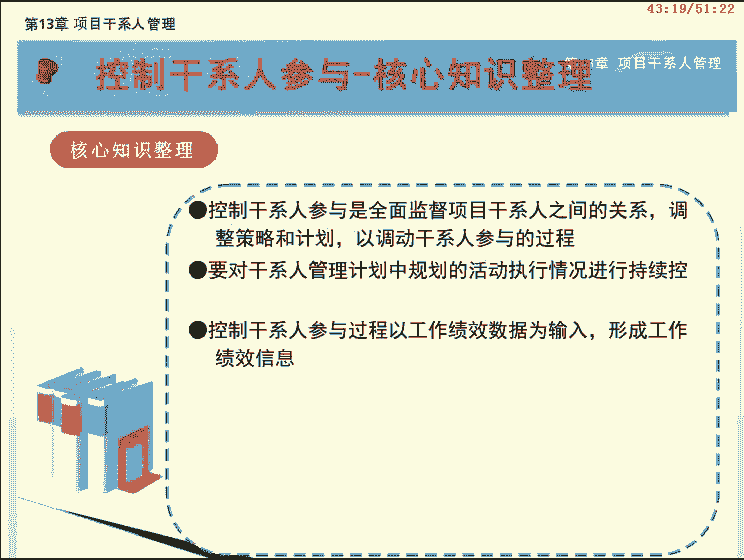 43:19/51:22
第13章 项目干系人管理
控制干系人参与-核心知识整理
章 项目干系人管理
核心知识整理
●控制干系人参与是全面监督项目干系人之间的关系，调
整策略和计划，以调动干系人参与的过程
●要对干系人管理计划中规划的活动执行情况进行持续控
●控制干系人参与过程以工作绩效数据为输入，形成工作
绩效信息